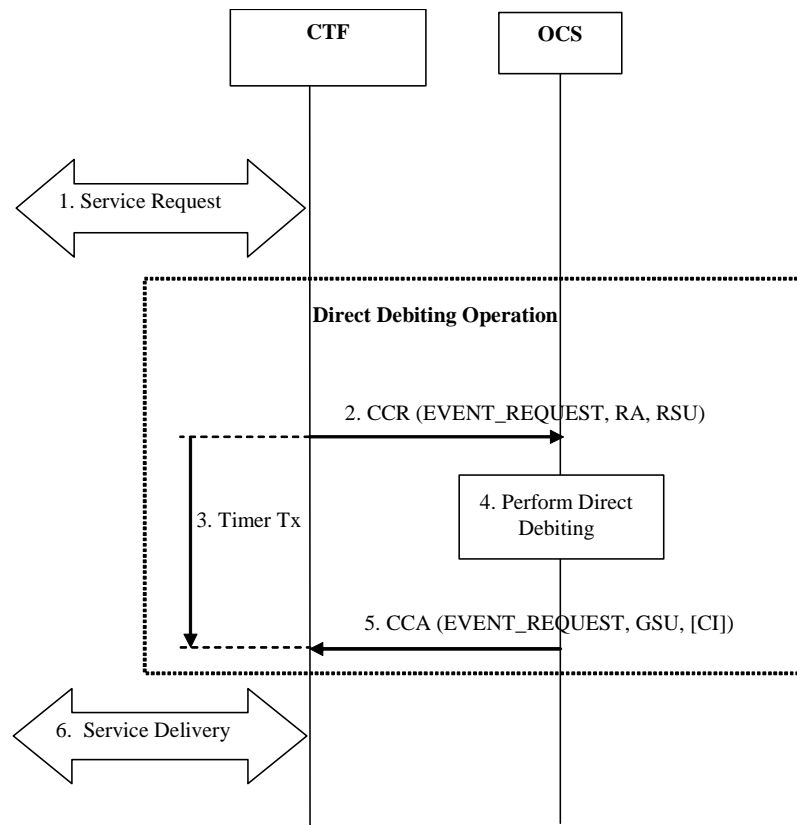 CTF
OCS
1. Service Request
Direct Debiting Operation
2. CCR (EVENT_REQUEST, RA, RSU)
3. Timer Tx
4. Perform Direct
Debiting
5. CCA (EVENT_REQUEST, GSU, [CI])
6. Service Delivery